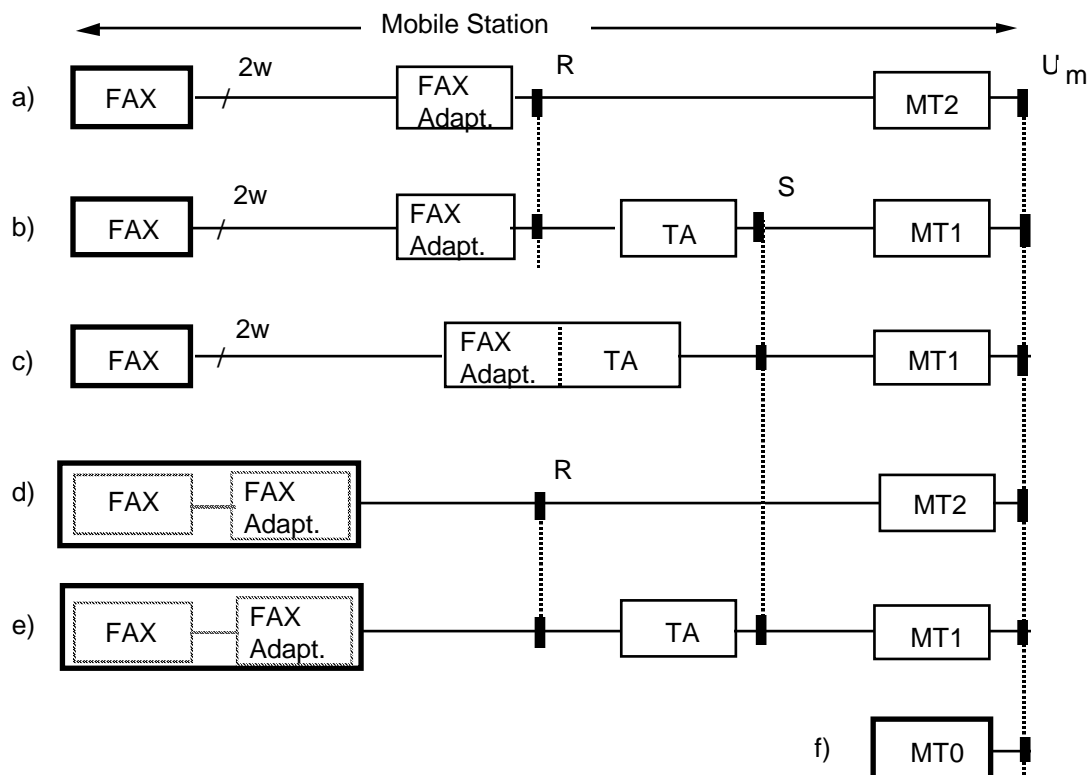 Mobile Station
2w R U'm
a) FAX FAX Adapt. MT2
2w S
b) FAX FAX Adapt. TA MT1
2w
c) FAX FAX Adapt. TA MT1
R
d) FAX FAX Adapt. MT2
e) FAX FAX Adapt. TA MT1
f) MT0